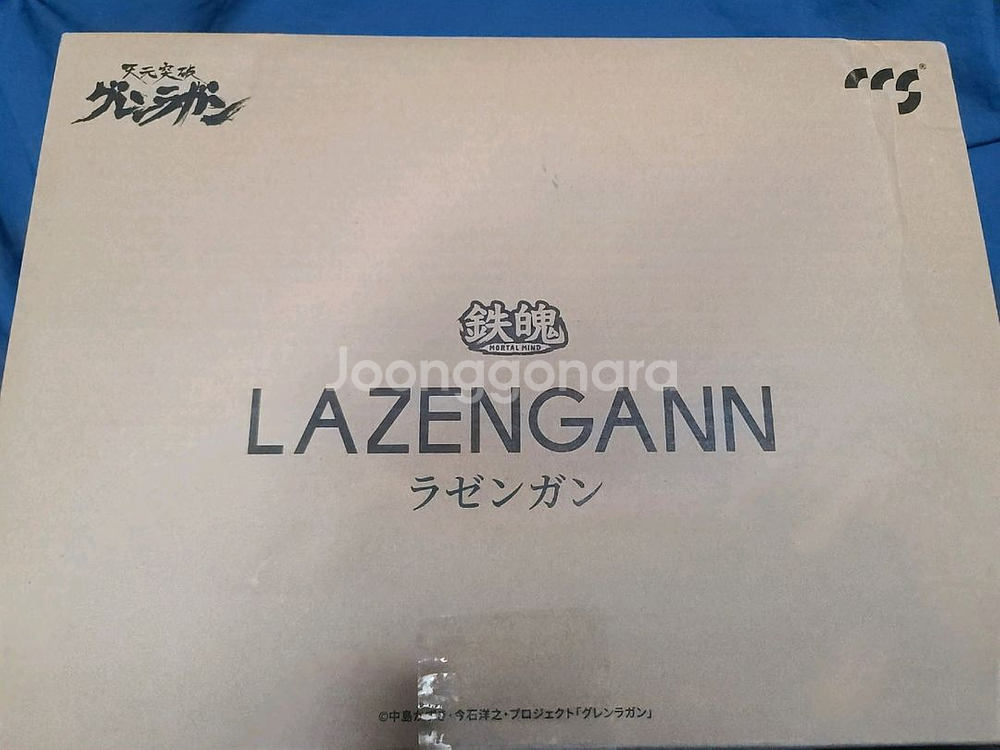 天元突破
グレンラガン
CCS
鉄魄
MORTAL MIND
Joonggonara
LAZENGANN
ラゼンガン
©中島か · 今石洋之・プロジェクト「グレンラガン」